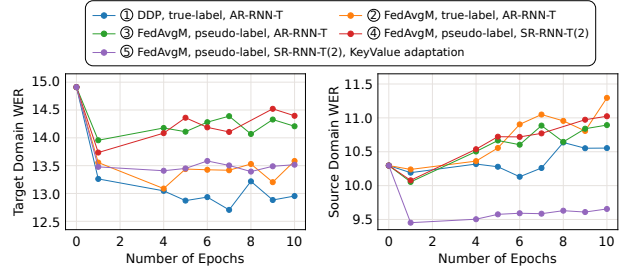 ① DDP, true-label, AR-RNN-T
② FedAvgM, true-label, AR-RNN-T
③ FedAvgM, pseudo-label, AR-RNN-T
④ FedAvgM, pseudo-label, SR-RNN-T(2)
⑤ FedAvgM, pseudo-label, SR-RNN-T(2), KeyValue adaptation
Target Domain WER
15.0
14.5
14.0
13.5
13.0
12.5
0 2 4 6 8 10
Number of Epochs
Source Domain WER
11.5
11.0
10.5
10.0
9.5
0 2 4 6 8 10
Number of Epochs